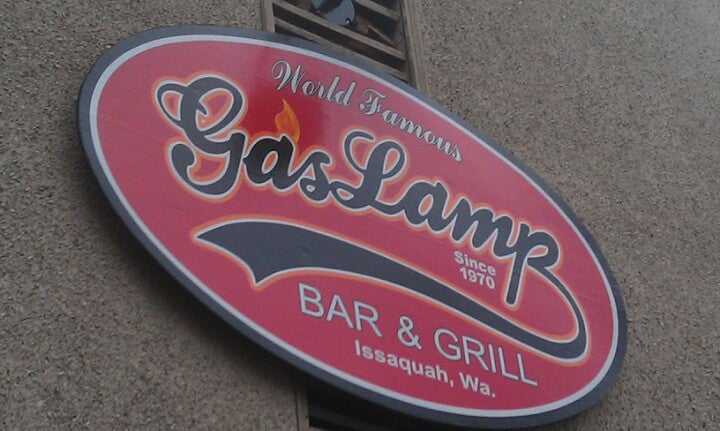 World Famous
GasLamp
Since
1970
BAR & GRILL
Issaquah, Wa.